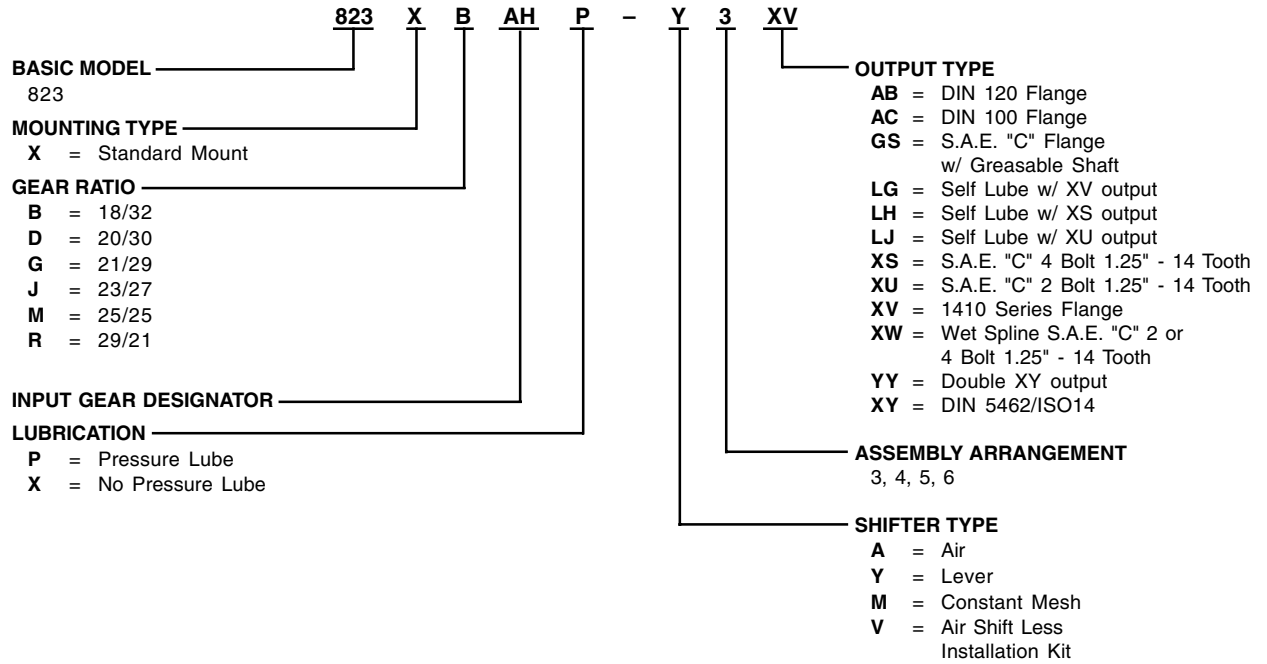 823 X B AH P – Y 3 XV
BASIC MODEL
823
MOUNTING TYPE
X = Standard Mount
GEAR RATIO
B = 18/32
D = 20/30
G = 21/29
J = 23/27
M = 25/25
R = 29/21
INPUT GEAR DESIGNATOR
LUBRICATION
P = Pressure Lube
X = No Pressure Lube
OUTPUT TYPE
AB = DIN 120 Flange
AC = DIN 100 Flange
GS = S.A.E. "C" Flange
w/ Greasable Shaft
LG = Self Lube w/ XV output
LH = Self Lube w/ XS output
LJ = Self Lube w/ XU output
XS = S.A.E. "C" 4 Bolt 1.25" - 14 Tooth
XU = S.A.E. "C" 2 Bolt 1.25" - 14 Tooth
XV = 1410 Series Flange
XW = Wet Spline S.A.E. "C" 2 or
4 Bolt 1.25" - 14 Tooth
YY = Double XY output
XY = DIN 5462/ISO14
ASSEMBLY ARRANGEMENT
3, 4, 5, 6
SHIFTER TYPE
A = Air
Y = Lever
M = Constant Mesh
V = Air Shift Less
Installation Kit